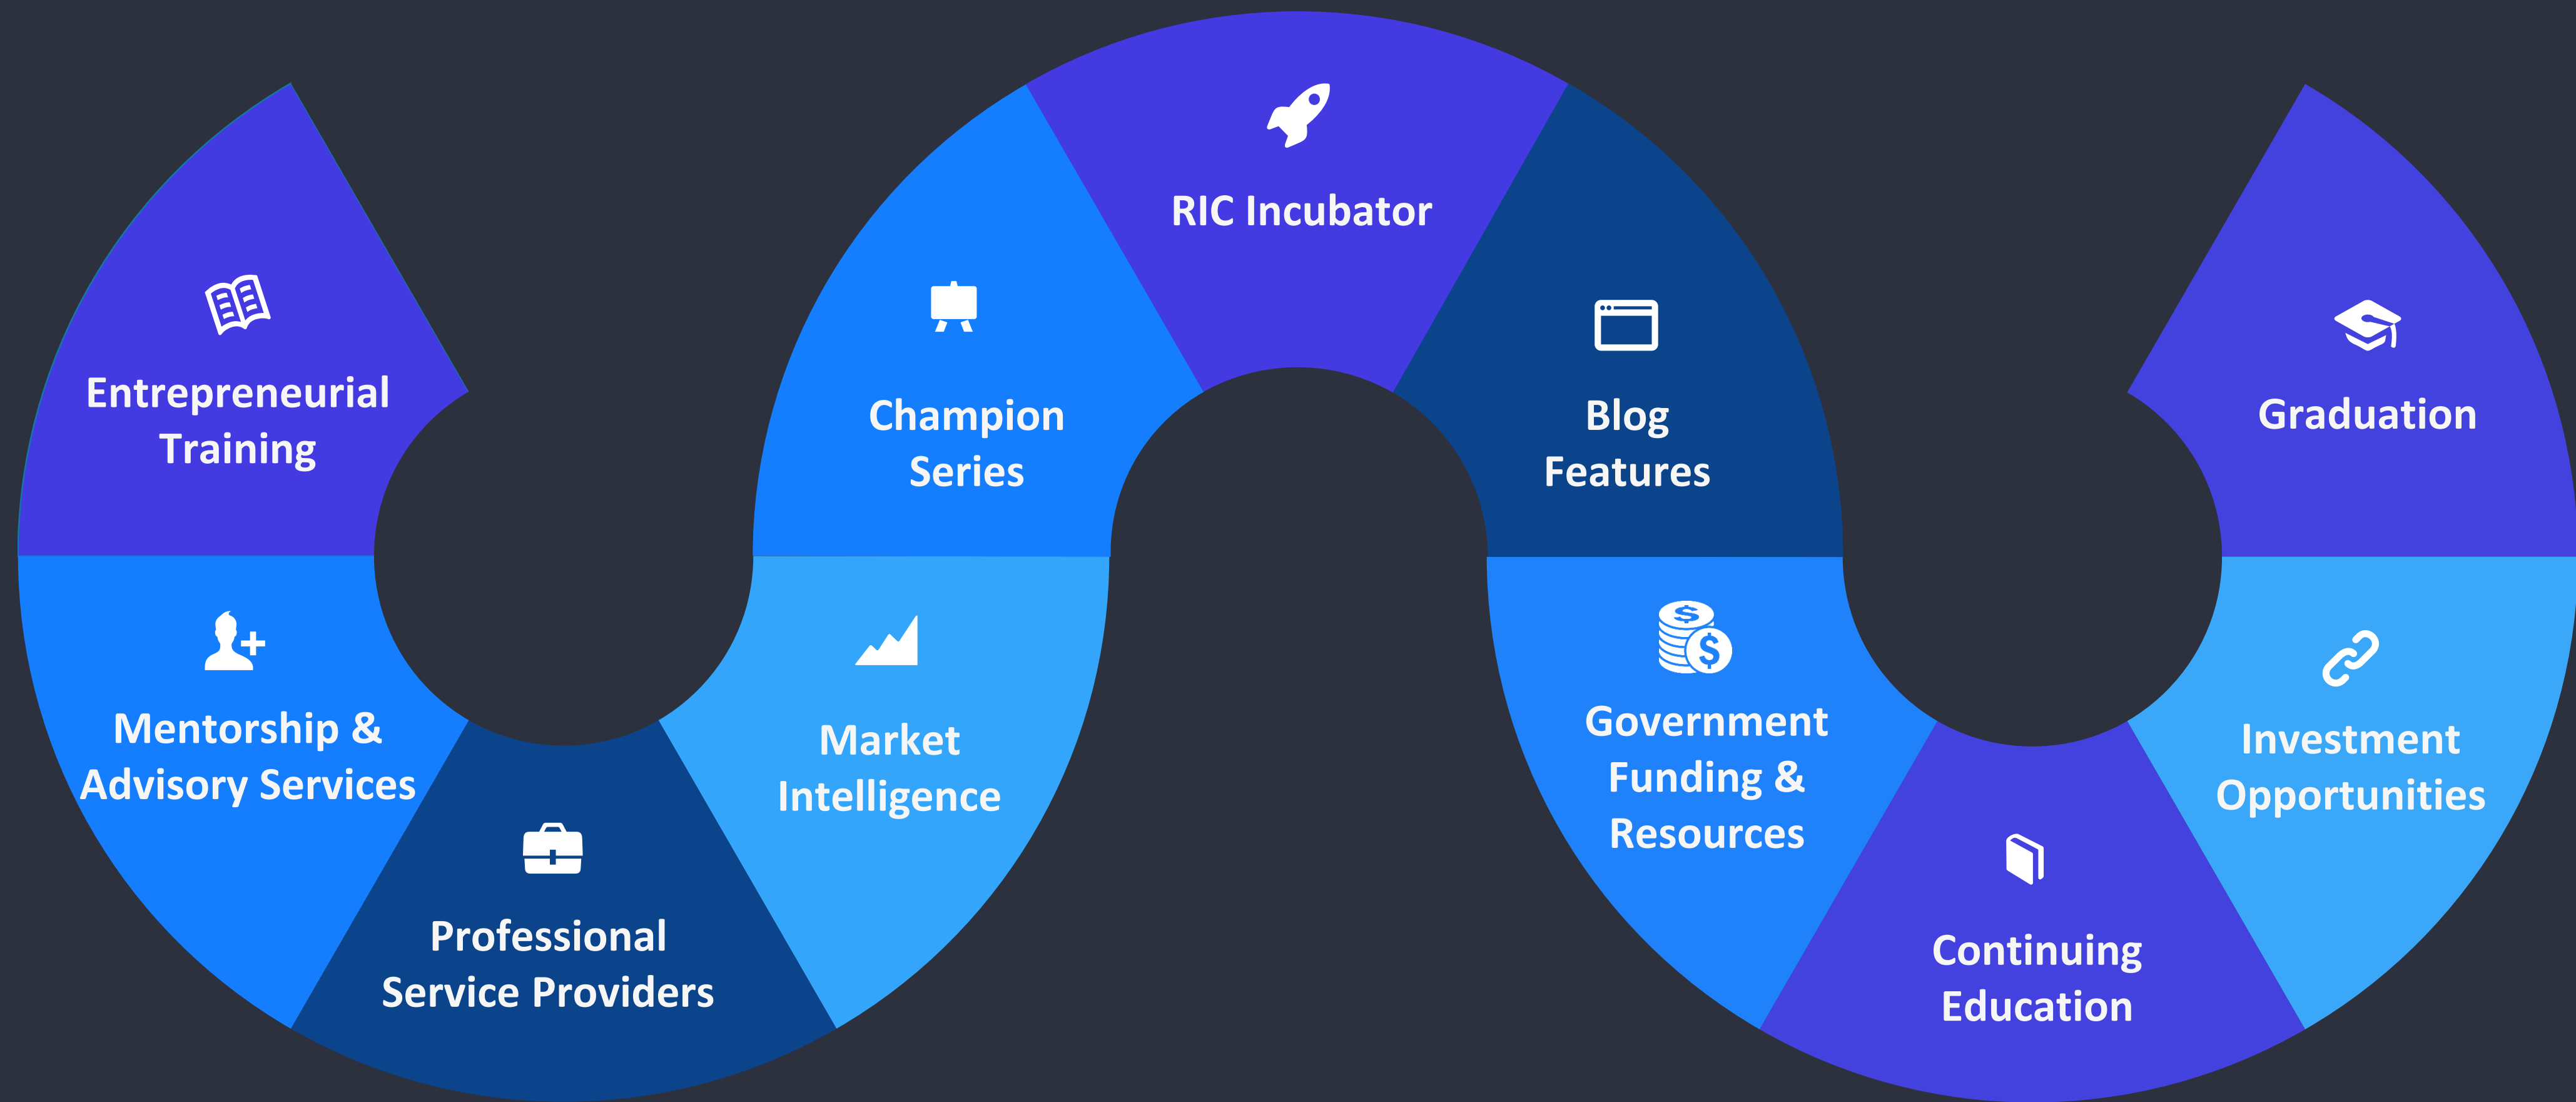 Entrepreneurial
Training
Mentorship &
Advisory Services
Professional
Service Providers
Market
Intelligence
Champion
Series
RIC Incubator
Blog
Features
Government
Funding &
Resources
Continuing
Education
Investment
Opportunities
Graduation